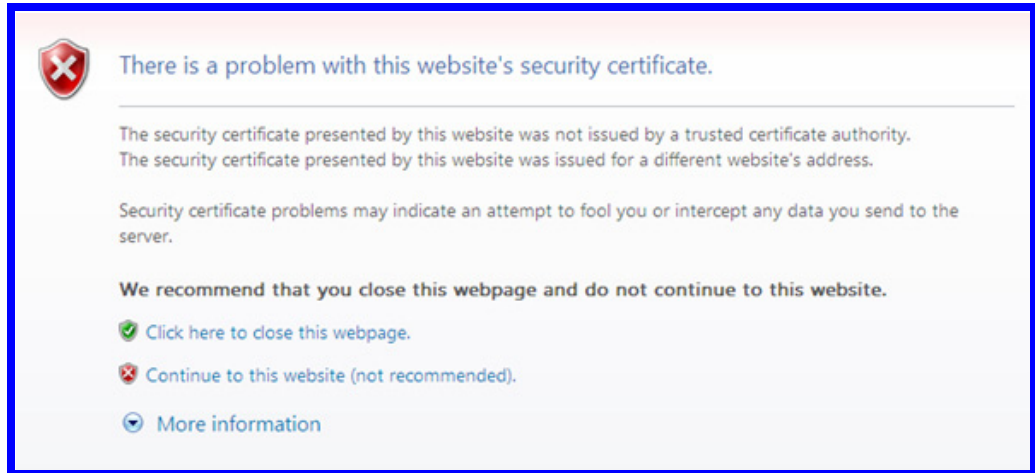 There is a problem with this website's security certificate.
The security certificate presented by this website was not issued by a trusted certificate authority.
The security certificate presented by this website was issued for a different website's address.
Security certificate problems may indicate an attempt to fool you or intercept any data you send to the
server.
We recommend that you close this webpage and do not continue to this website.
Click here to close this webpage.
Continue to this website (not recommended).
More information